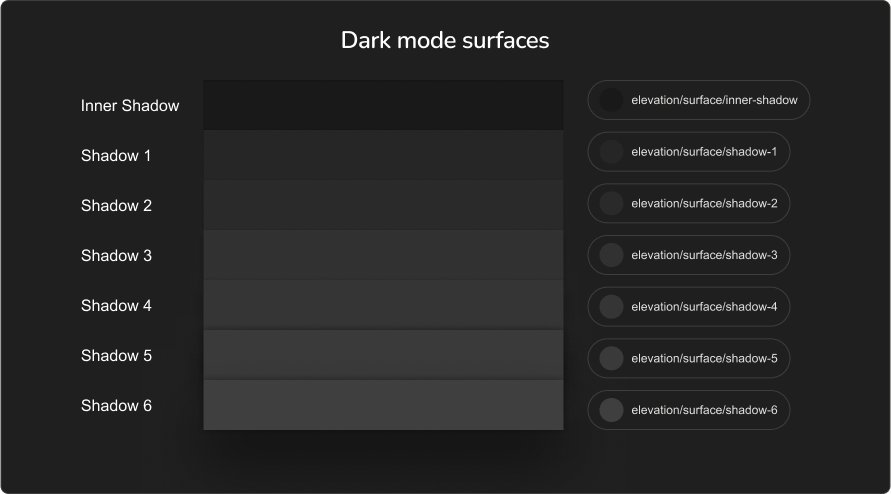 Dark mode surfaces
Inner Shadow
elevation/surface/inner-shadow
Shadow 1
elevation/surface/shadow-1
Shadow 2
elevation/surface/shadow-2
Shadow 3
elevation/surface/shadow-3
Shadow 4
elevation/surface/shadow-4
Shadow 5
elevation/surface/shadow-5
Shadow 6
elevation/surface/shadow-6